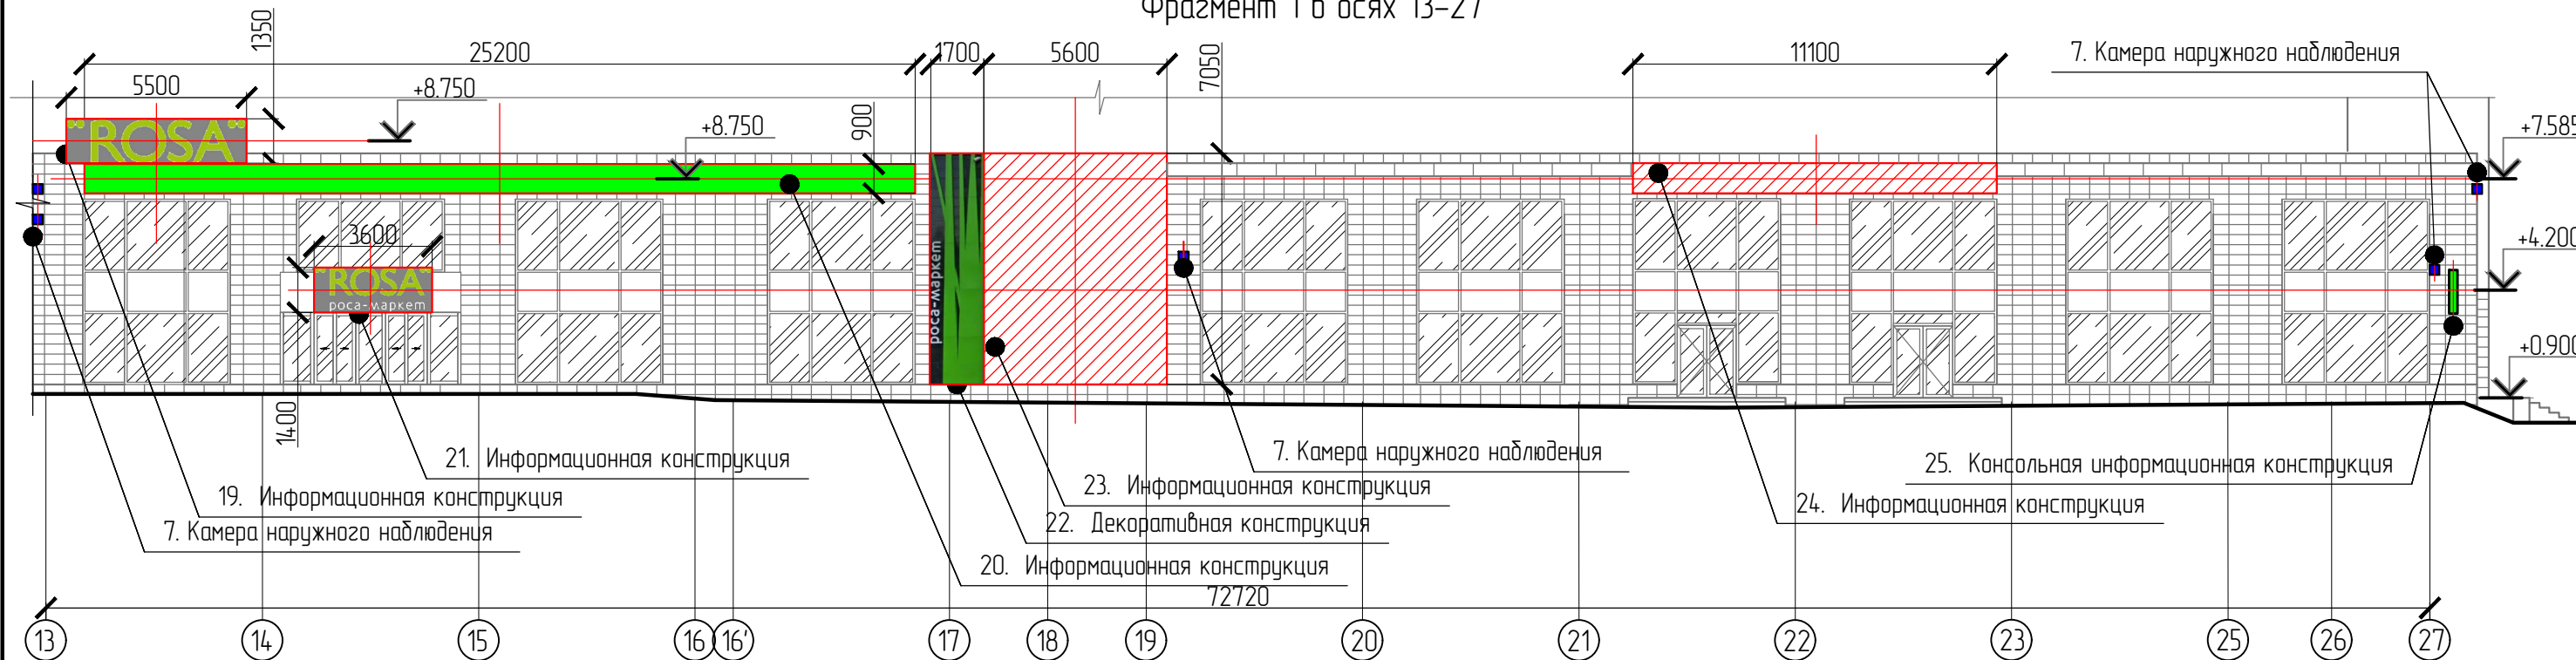 Фрагмент 1 в осях 13-27
1350
25200
1700
5600
7050
11100
7. Камера наружного наблюдения
5500
+8.750
+8.750
900
+7.585
"ROSA"
3600
"ROSA"
роса-маркет
роса-маркет
+4.200
+0.900
1400
21. Информационная конструкция
7. Камера наружного наблюдения
25. Консольная информационная конструкция
19. Информационная конструкция
23. Информационная конструкция
24. Информационная конструкция
7. Камера наружного наблюдения
22. Декоративная конструкция
20. Информационная конструкция
72720
13 14 15 16 16' 17 18 19 20 21 22 23 25 26 27